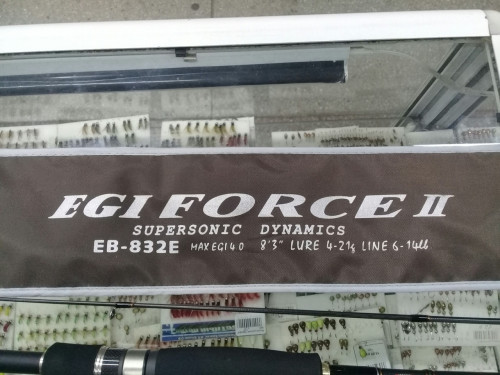 EGI FORCE II
SUPERSONIC DYNAMICS
EB-832E MAX EGI 4 0 8'3" LURE 4-21g LINE 6-14lb